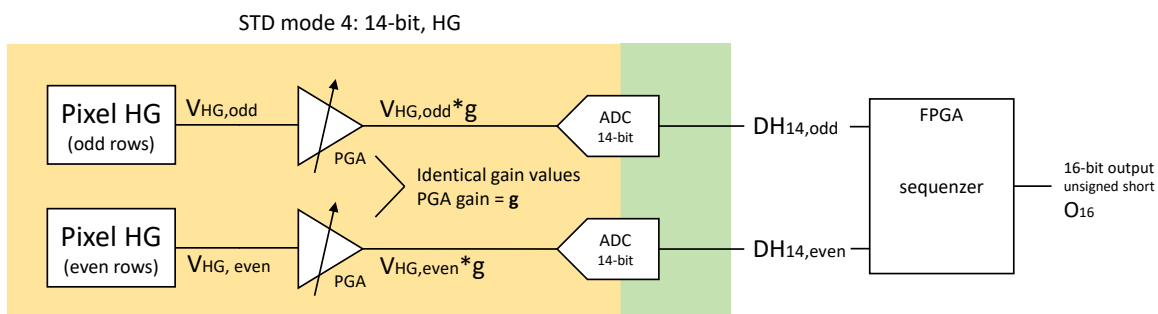 STD mode 4: 14-bit, HG
Pixel HG
(odd rows)
VHG,odd
PGA
VHG,odd*g
ADC
14-bit
DH14,odd
Identical gain values
PGA gain = g
Pixel HG
(even rows)
VHG, even
PGA
VHG,even*g
ADC
14-bit
DH14,even
FPGA
sequenzer
16-bit output
unsigned short
O16